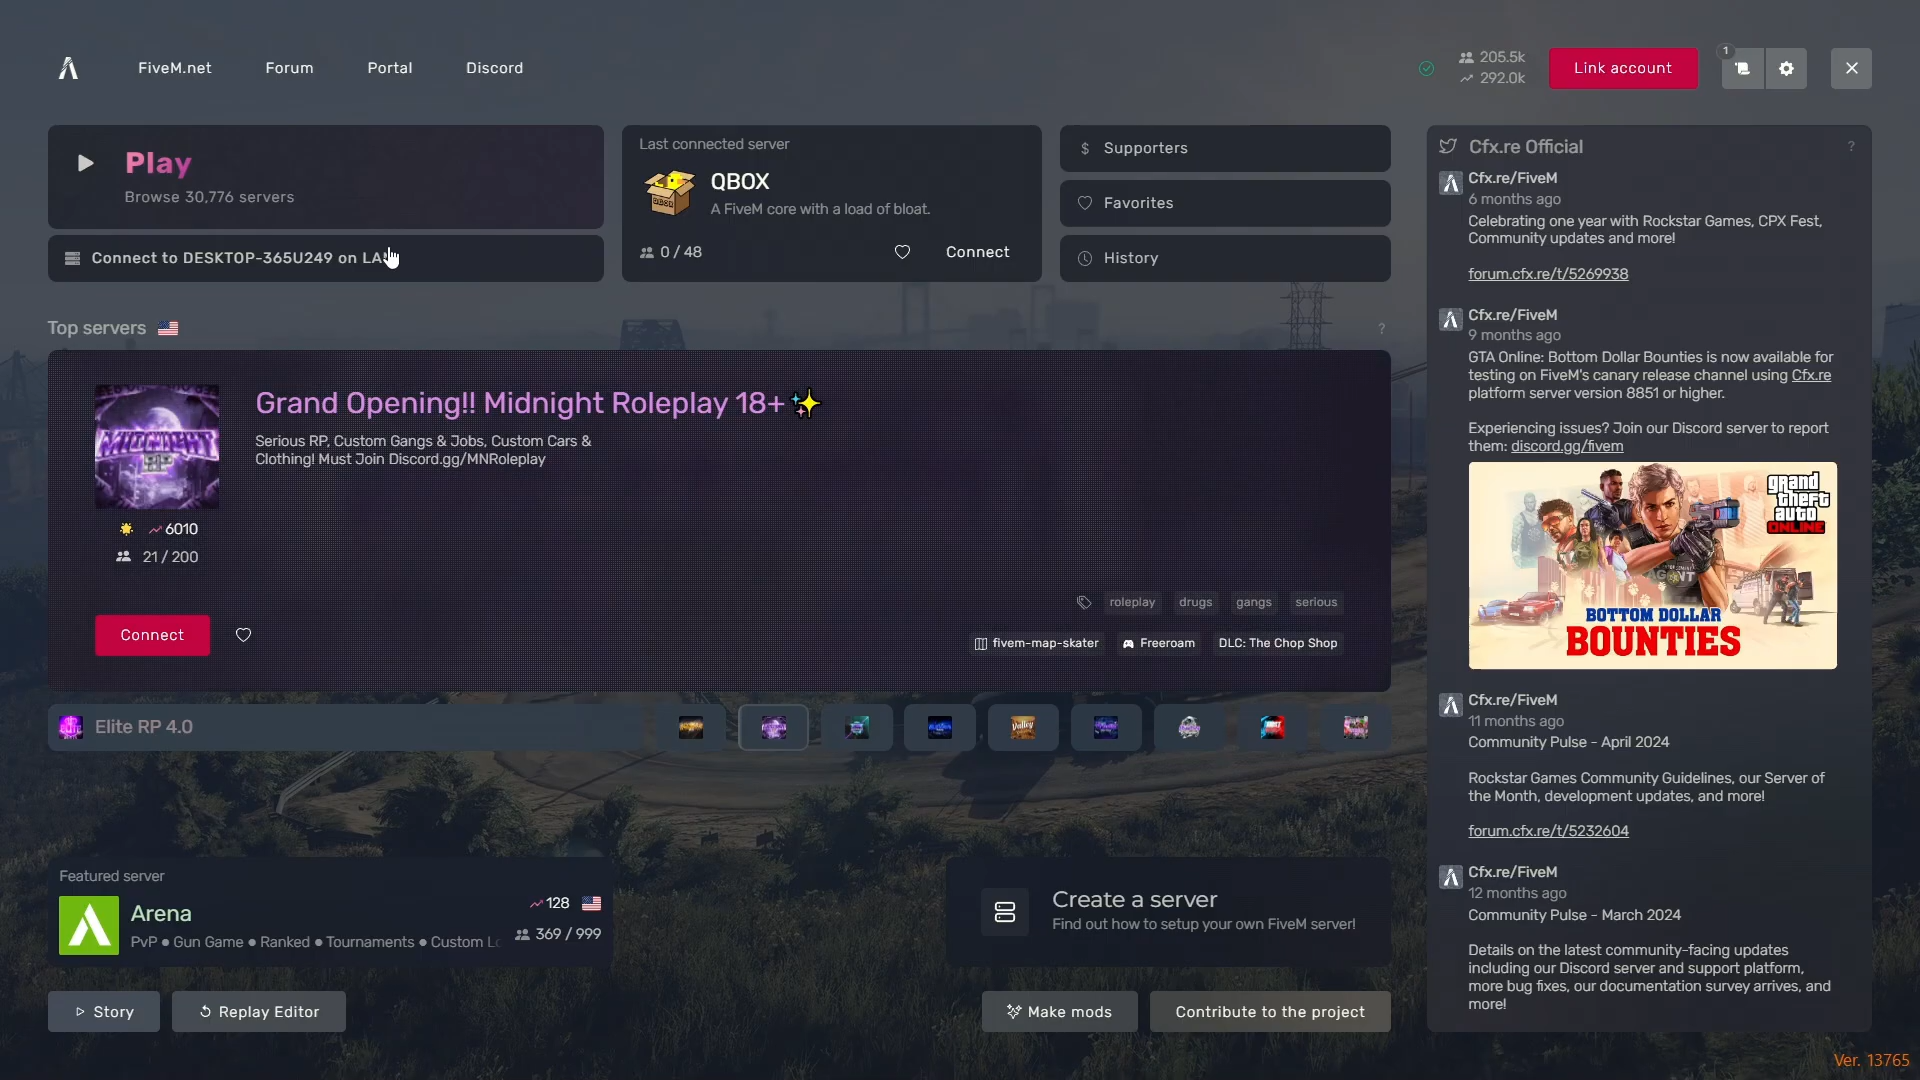 FiveM.net
Forum
Portal
Discord
205.5k
292.0k
Link account
1
Play
Browse 30,776 servers
Connect to DESKTOP-365U249 on
Last connected server
QBOX
A FiveM core with a load of bloat.
0 / 48
Connect
Supporters
Favorites
History
Top servers
?
Grand Opening!! Midnight Roleplay 18+✨
Serious RP, Custom Gangs & Jobs, Custom Cars &
Clothing! Must Join Discord.gg/MNRoleplay
MIDNIGHT
RP
6010
21 / 200
Connect
roleplay
drugs
gangs
serious
fivem-map-skater
Freeroam
DLC: The Chop Shop
Elite RP 4.0
Featured server
Arena
128
PvP ● Gun Game ● Ranked ● Tournaments ● Custom
369 / 999
Create a server
Find out how to setup your own FiveM server!
Story
Replay Editor
Make mods
Contribute to the project
Cfx.re Official
?
Cfx.re/FiveM
6 months ago
Celebrating one year with Rockstar Games, CPX Fest,
Community updates and more!
forum.cfx.re/t/5269938
Cfx.re/FiveM
9 months ago
GTA Online: Bottom Dollar Bounties is now available for
testing on FiveM's canary release channel using Cfx.re
platform server version 8851 or higher.
Experiencing issues? Join our Discord server to report
them: discord.gg/fivem
grand
theft
auto
ONLINE
AGENT
BOTTOM DOLLAR
BOUNTIES
Cfx.re/FiveM
11 months ago
Community Pulse - April 2024
Rockstar Games Community Guidelines, our Server of
the Month, development updates, and more!
forum.cfx.re/t/5232604
Cfx.re/FiveM
12 months ago
Community Pulse - March 2024
Details on the latest community-facing updates
including our Discord server and support platform,
more bug fixes, our documentation survey arrives, and
more!
Ver. 13765